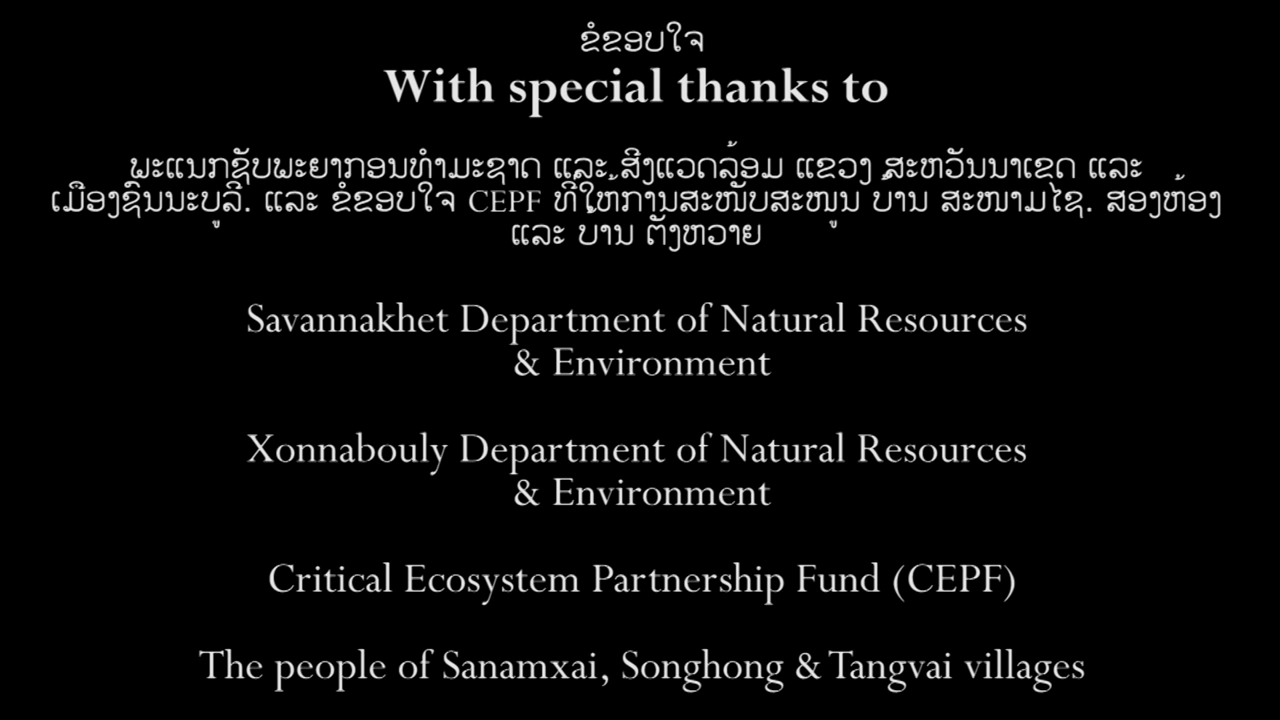 ຂໍຂອບໃຈ
With special thanks to
ພະແນກຊັບພະຍາກອນທຳມະຊາດ ແລະ ສິ່ງແວດລ້ອມ ແຂວງ ສະຫວັນນາເຂດ ແລະ
ເມືອງຊົນນະບູລີ. ແລະ ຂໍຂອບໃຈ CEPF ທີ່ໃຫ້ການສະໜັບສະໜູນ ບ້ານ ສະໜາມໄຊ. ສອງຫ້ອງ
ແລະ ບ້ານ ຕັງຫວາຍ
Savannakhet Department of Natural Resources
& Environment
Xonnabouly Department of Natural Resources
& Environment
Critical Ecosystem Partnership Fund (CEPF)
The people of Sanamxai, Songhong & Tangvai villages